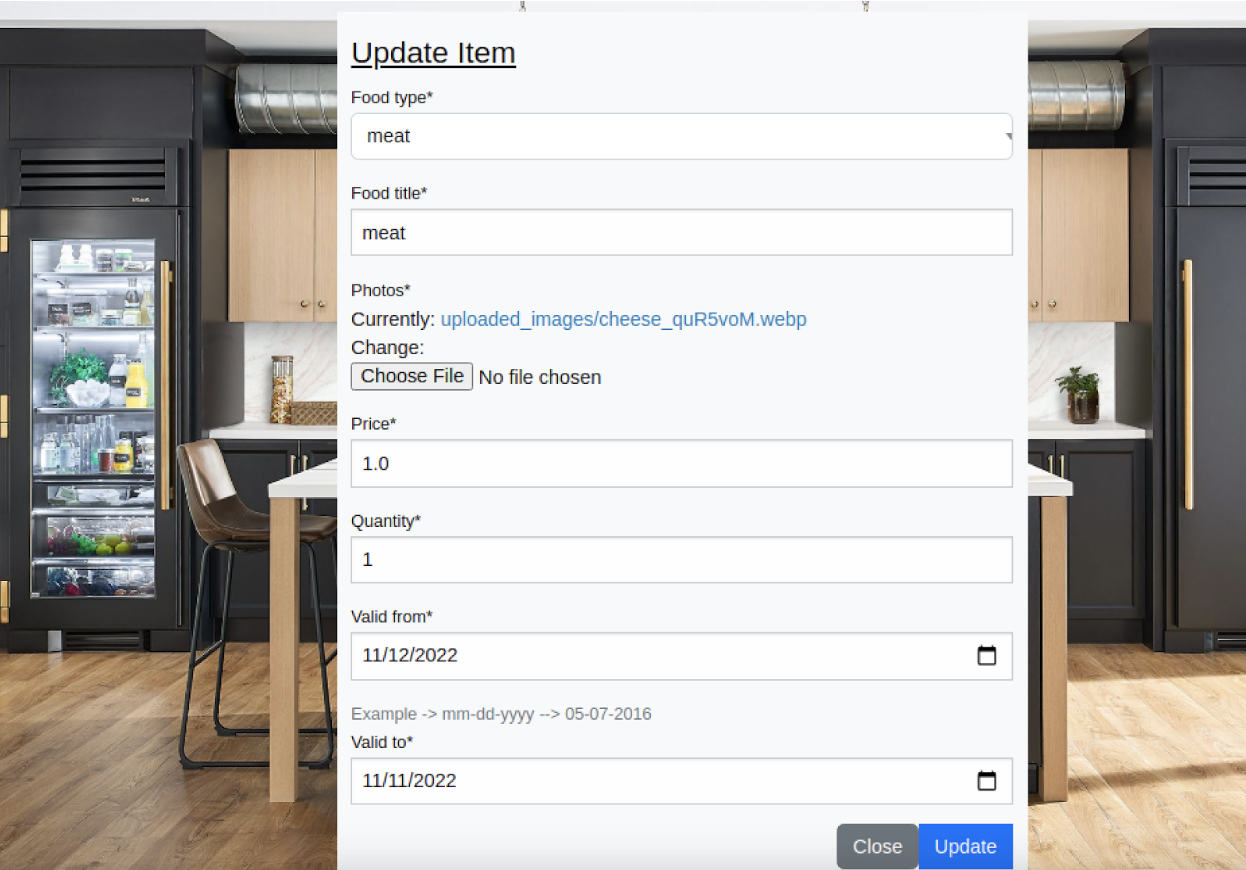 Update Item
Food type*
meat
Food title*
meat
Photos*
Currently: uploaded_images/cheese_quR5voM.webp
Change:
Choose File No file chosen
Price*
1.0
Quantity*
1
Valid from*
11/12/2022
Example -> mm-dd-yyyy --> 05-07-2016
Valid to*
11/11/2022
Close Update